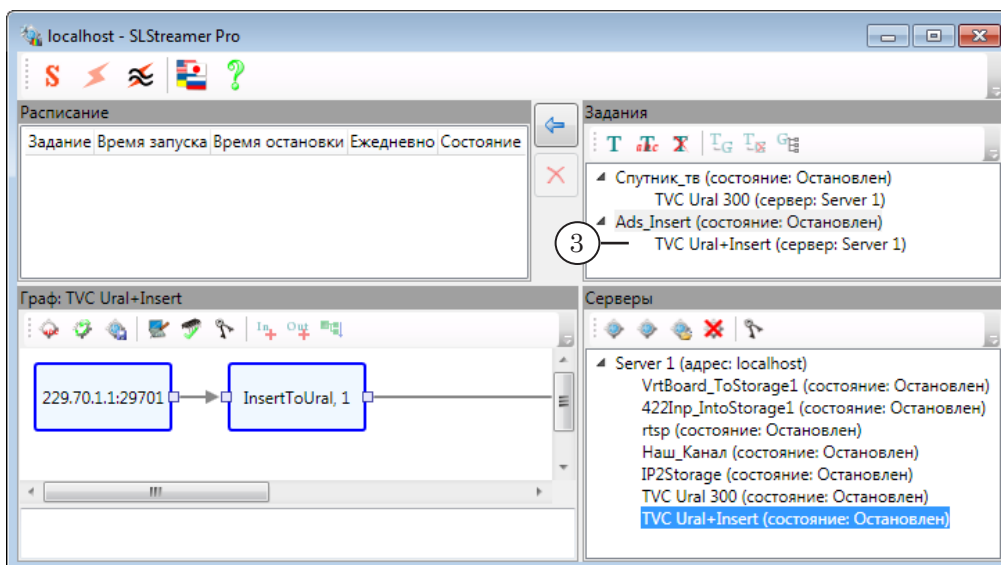 localhost - SLStreamer Pro
S
?
Расписание
Задание Время запуска Время остановки Ежедневно Состояние
Задания
T abc X TG T GE
Спутник_тв (состояние: Остановлен)
TVC Ural 300 (сервер: Server 1)
Ads_Insert (состояние: Остановлен)
3
TVC Ural+Insert (сервер: Server 1)
Граф: TVC Ural+Insert
In Out
229.70.1.1:29701
InsertToUral, 1
Серверы
Server 1 (адрес: localhost)
VrtBoard_ToStorage1 (состояние: Остановлен)
422Inp_IntoStorage1 (состояние: Остановлен)
rtsp (состояние: Остановлен)
Наш_Канал (состояние: Остановлен)
IP2Storage (состояние: Остановлен)
TVC Ural 300 (состояние: Остановлен)
TVC Ural+Insert (состояние: Остановлен)